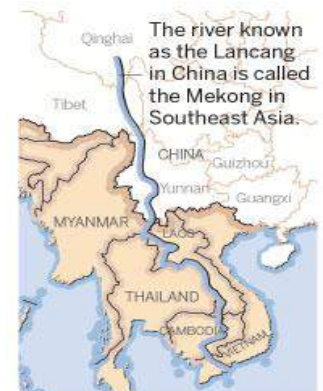 Qinghai
The river known
as the Lancang
in China is called
the Mekong in
Southeast Asia.
Tibet
CHINA
Guizhou
Yunnan
Guangxi
MYANMAR
LAOS
THAILAND
CAMBODIA
VIETNAM